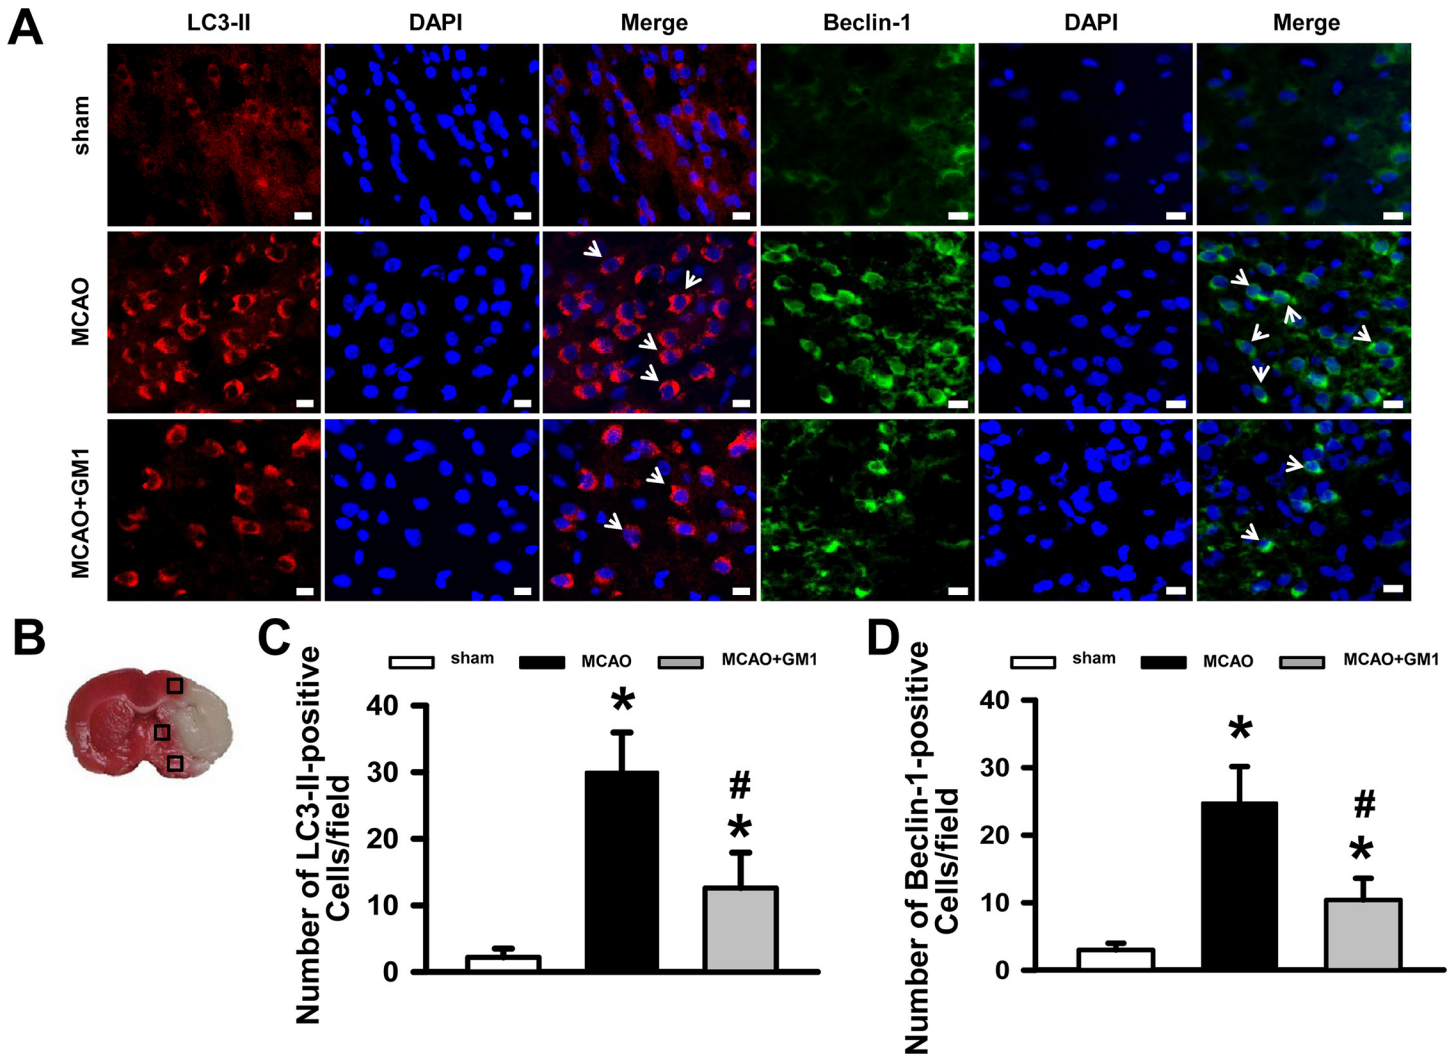 A
LC3-II DAPI Merge Beclin-1 DAPI Merge
sham
MCAO
MCAO+GM1
B
C
sham MCAO MCAO+GM1
Number of LC3-II-positive
Cells/field
40
30
20
10
0
*
#
*
D
sham MCAO MCAO+GM1
Number of Beclin-1-positive
Cells/field
40
30
20
10
0
*
#
*